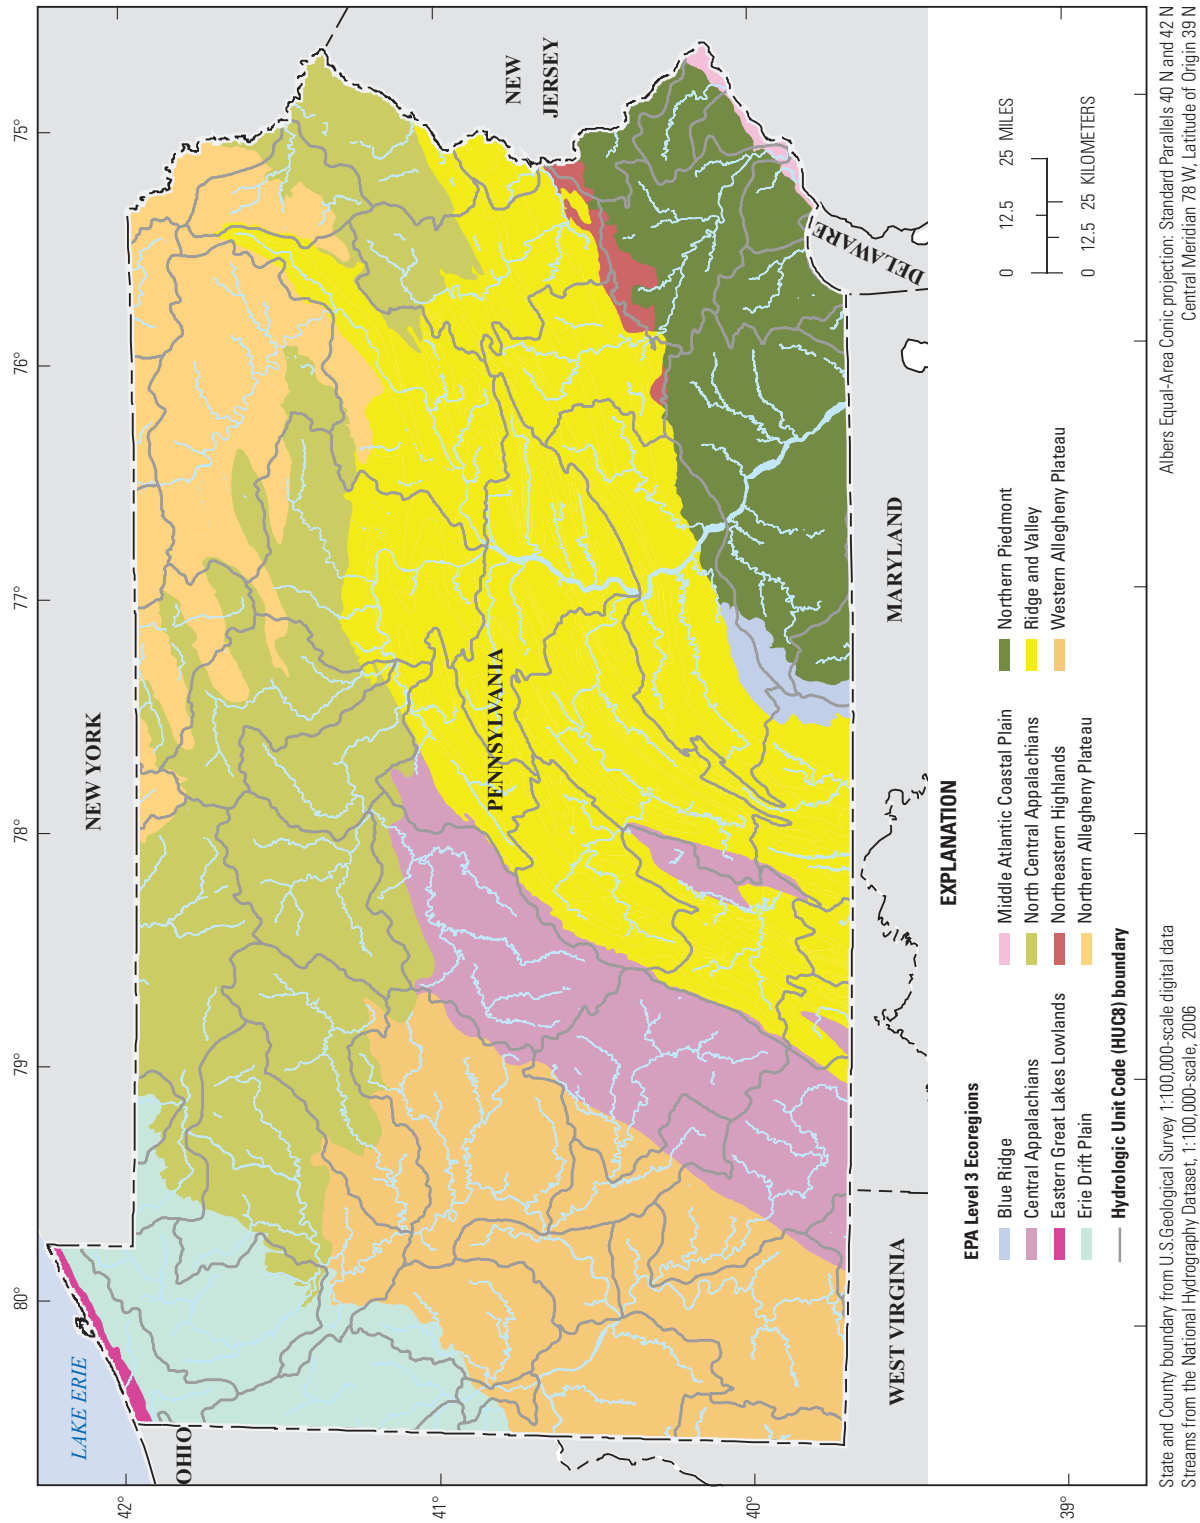 80°
79°
78°
77°
76°
75°
42°
41°
40°
39°
LAKE ERIE
OHIO
NEW YORK
PENNSYLVANIA
NEW
JERSEY
WEST VIRGINIA
MARYLAND
DELAWARE
EXPLANATION
EPA Level 3 Ecoregions
Blue Ridge
Central Appalachians
Eastern Great Lakes Lowlands
Erie Drift Plain
Middle Atlantic Coastal Plain
North Central Appalachians
Northeastern Highlands
Northern Allegheny Plateau
Northern Piedmont
Ridge and Valley
Western Allegheny Plateau
Hydrologic Unit Code (HUC8) boundary
0 12.5 25 MILES
0 12.5 25 KILOMETERS
State and County boundary from U.S.Geological Survey 1:100,000-scale digital data
Streams from the National Hydrography Dataset, 1:100,000-scale, 2006
Albers Equal-Area Conic projection: Standard Parallels 40 N and 42 N
Central Meridian 78 W, Latitude of Origin 39 N